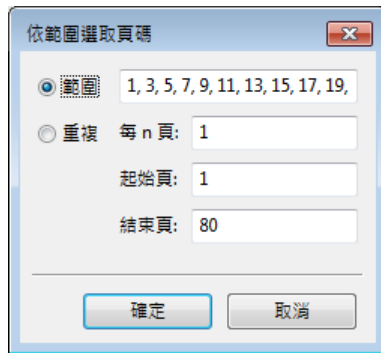 依範圍選取頁碼
範圍 1, 3, 5, 7, 9, 11, 13, 15, 17, 19,
重複 每 n 頁: 1
起始頁: 1
結束頁: 80
確定 取消